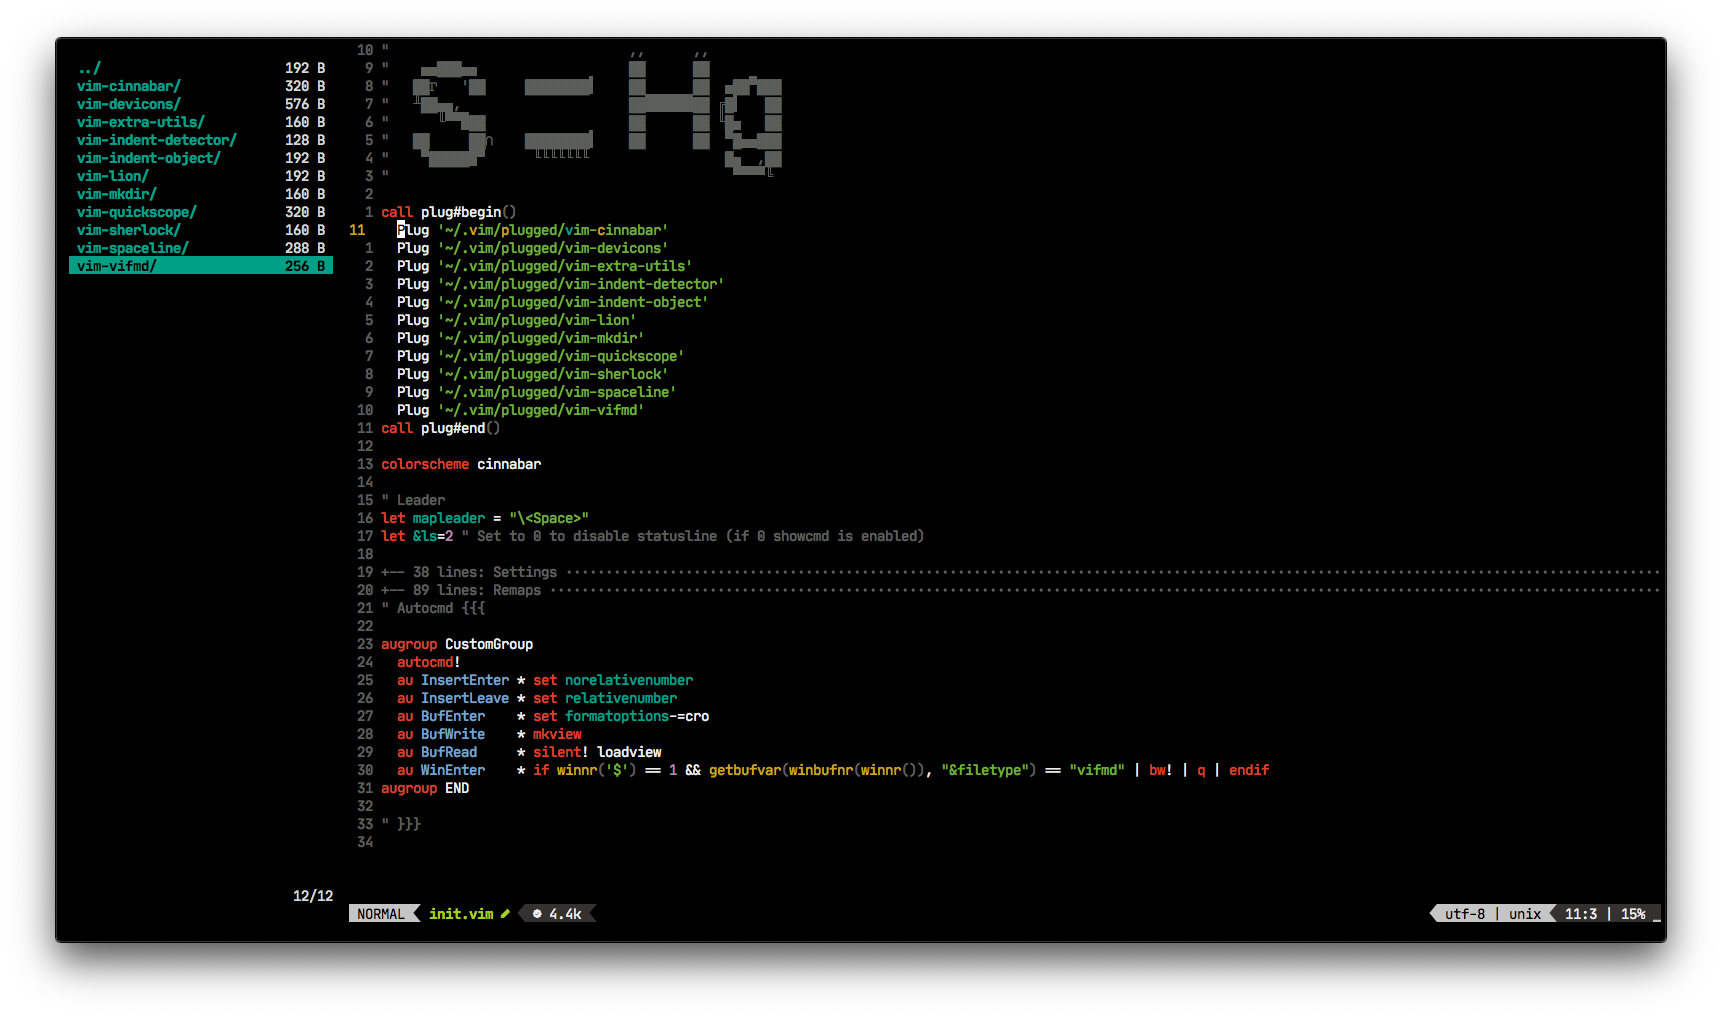 ../ 192 B
vim-cinnabar/ 320 B
vim-devicons/ 576 B
vim-extra-utils/ 160 B
vim-indent-detector/ 128 B
vim-indent-object/ 192 B
vim-lion/ 192 B
vim-mkdir/ 160 B
vim-quickscope/ 320 B
vim-sherlock/ 160 B
vim-spaceline/ 288 B
vim-vifmd/ 256 B
12/12
10 "
9 "
8 "
7 "
6 "
5 "
4 "
3 "
2
1 call plug#begin()
11 Plug '~/.vim/plugged/vim-cinnabar'
1 Plug '~/.vim/plugged/vim-devicons'
2 Plug '~/.vim/plugged/vim-extra-utils'
3 Plug '~/.vim/plugged/vim-indent-detector'
4 Plug '~/.vim/plugged/vim-indent-object'
5 Plug '~/.vim/plugged/vim-lion'
6 Plug '~/.vim/plugged/vim-mkdir'
7 Plug '~/.vim/plugged/vim-quickscope'
8 Plug '~/.vim/plugged/vim-sherlock'
9 Plug '~/.vim/plugged/vim-spaceline'
10 Plug '~/.vim/plugged/vim-vifmd'
11 call plug#end()
12
13 colorscheme cinnabar
14
15 " Leader
16 let mapleader = "\<Space>"
17 let &ls=2 " Set to 0 to disable statusline (if 0 showcmd is enabled)
18
19 +-- 38 lines: Settings
20 +-- 89 lines: Remaps
21 " Autocmd {{{
22
23 augroup CustomGroup
24 autocmd!
25 au InsertEnter * set norelativenumber
26 au InsertLeave * set relativenumber
27 au BufEnter * set formatoptions-=cro
28 au BufWrite * mkview
29 au BufRead * silent! loadview
30 au WinEnter * if winnr('$') == 1 && getbufvar(winbufnr(winnr()), "&filetype") == "vifmd" | bw! | q | endif
31 augroup END
32
33 " }}}
34
NORMAL init.vim 4.4k utf-8 | unix 11:3 | 15%